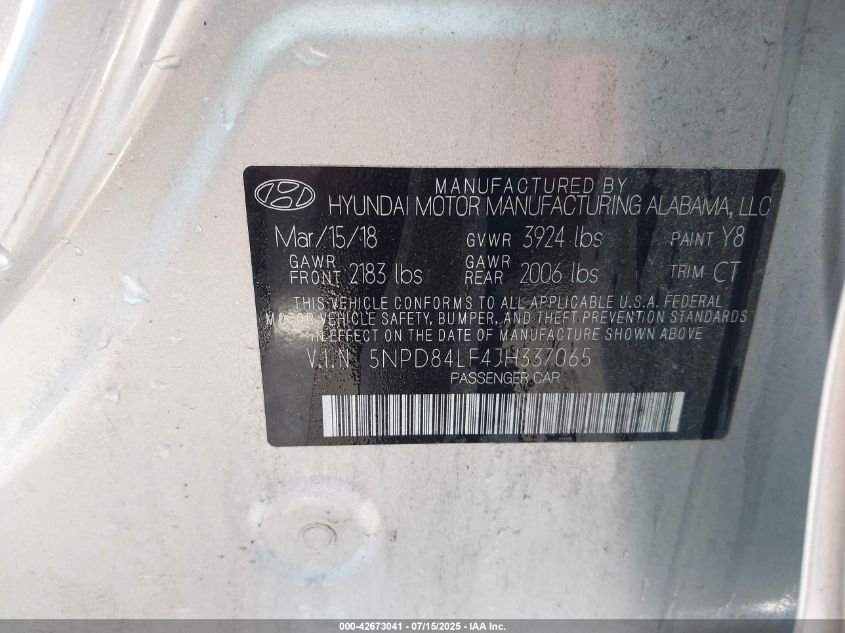 MANUFACTURED BY
HYUNDAI MOTOR MANUFACTURING ALABAMA, LLC
Mar/15/18 GVWR 3924 lbs PAINT Y8
GAWR FRONT 2183 lbs GAWR REAR 2006 lbs TRIM CT
THIS VEHICLE CONFORMS TO ALL APPLICABLE U.S.A. FEDERAL
MOTOR VEHICLE SAFETY, BUMPER, AND THEFT PREVENTION STANDARDS
IN EFFECT ON THE DATE OF MANUFACTURE SHOWN ABOVE
V.I.N 5NPD84LF4JH337065
PASSENGER CAR
000-42673041 - 07/15/2025 - IAA Inc.